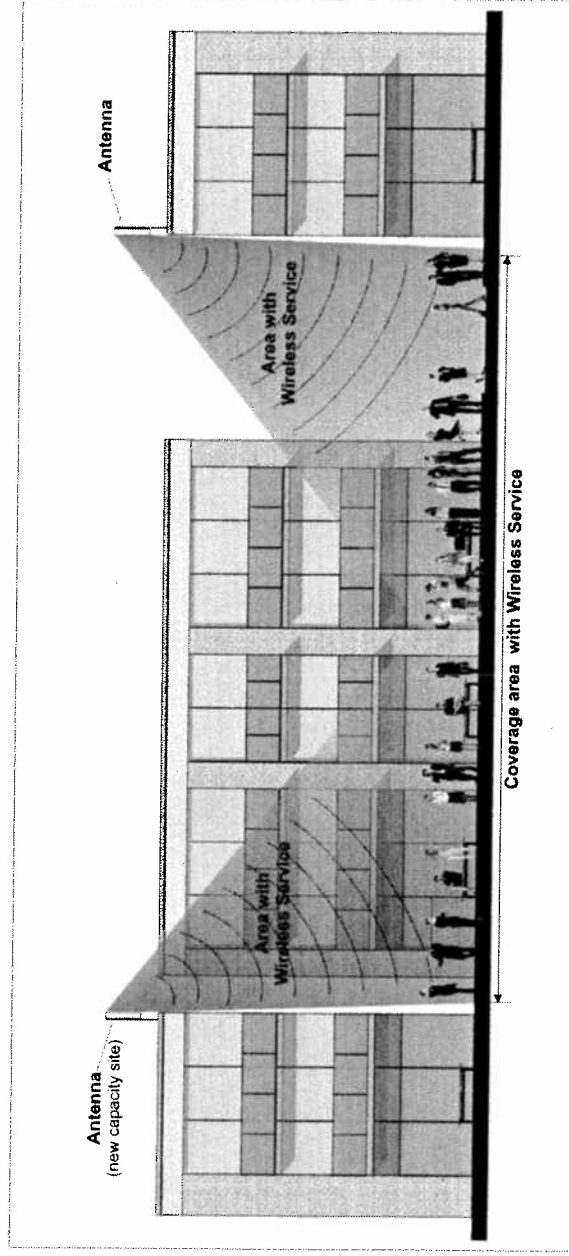 Antenna
(new capacity site)
Area with
Wireless Service
Area with
Wireless Service
Antenna
Coverage area with Wireless Service